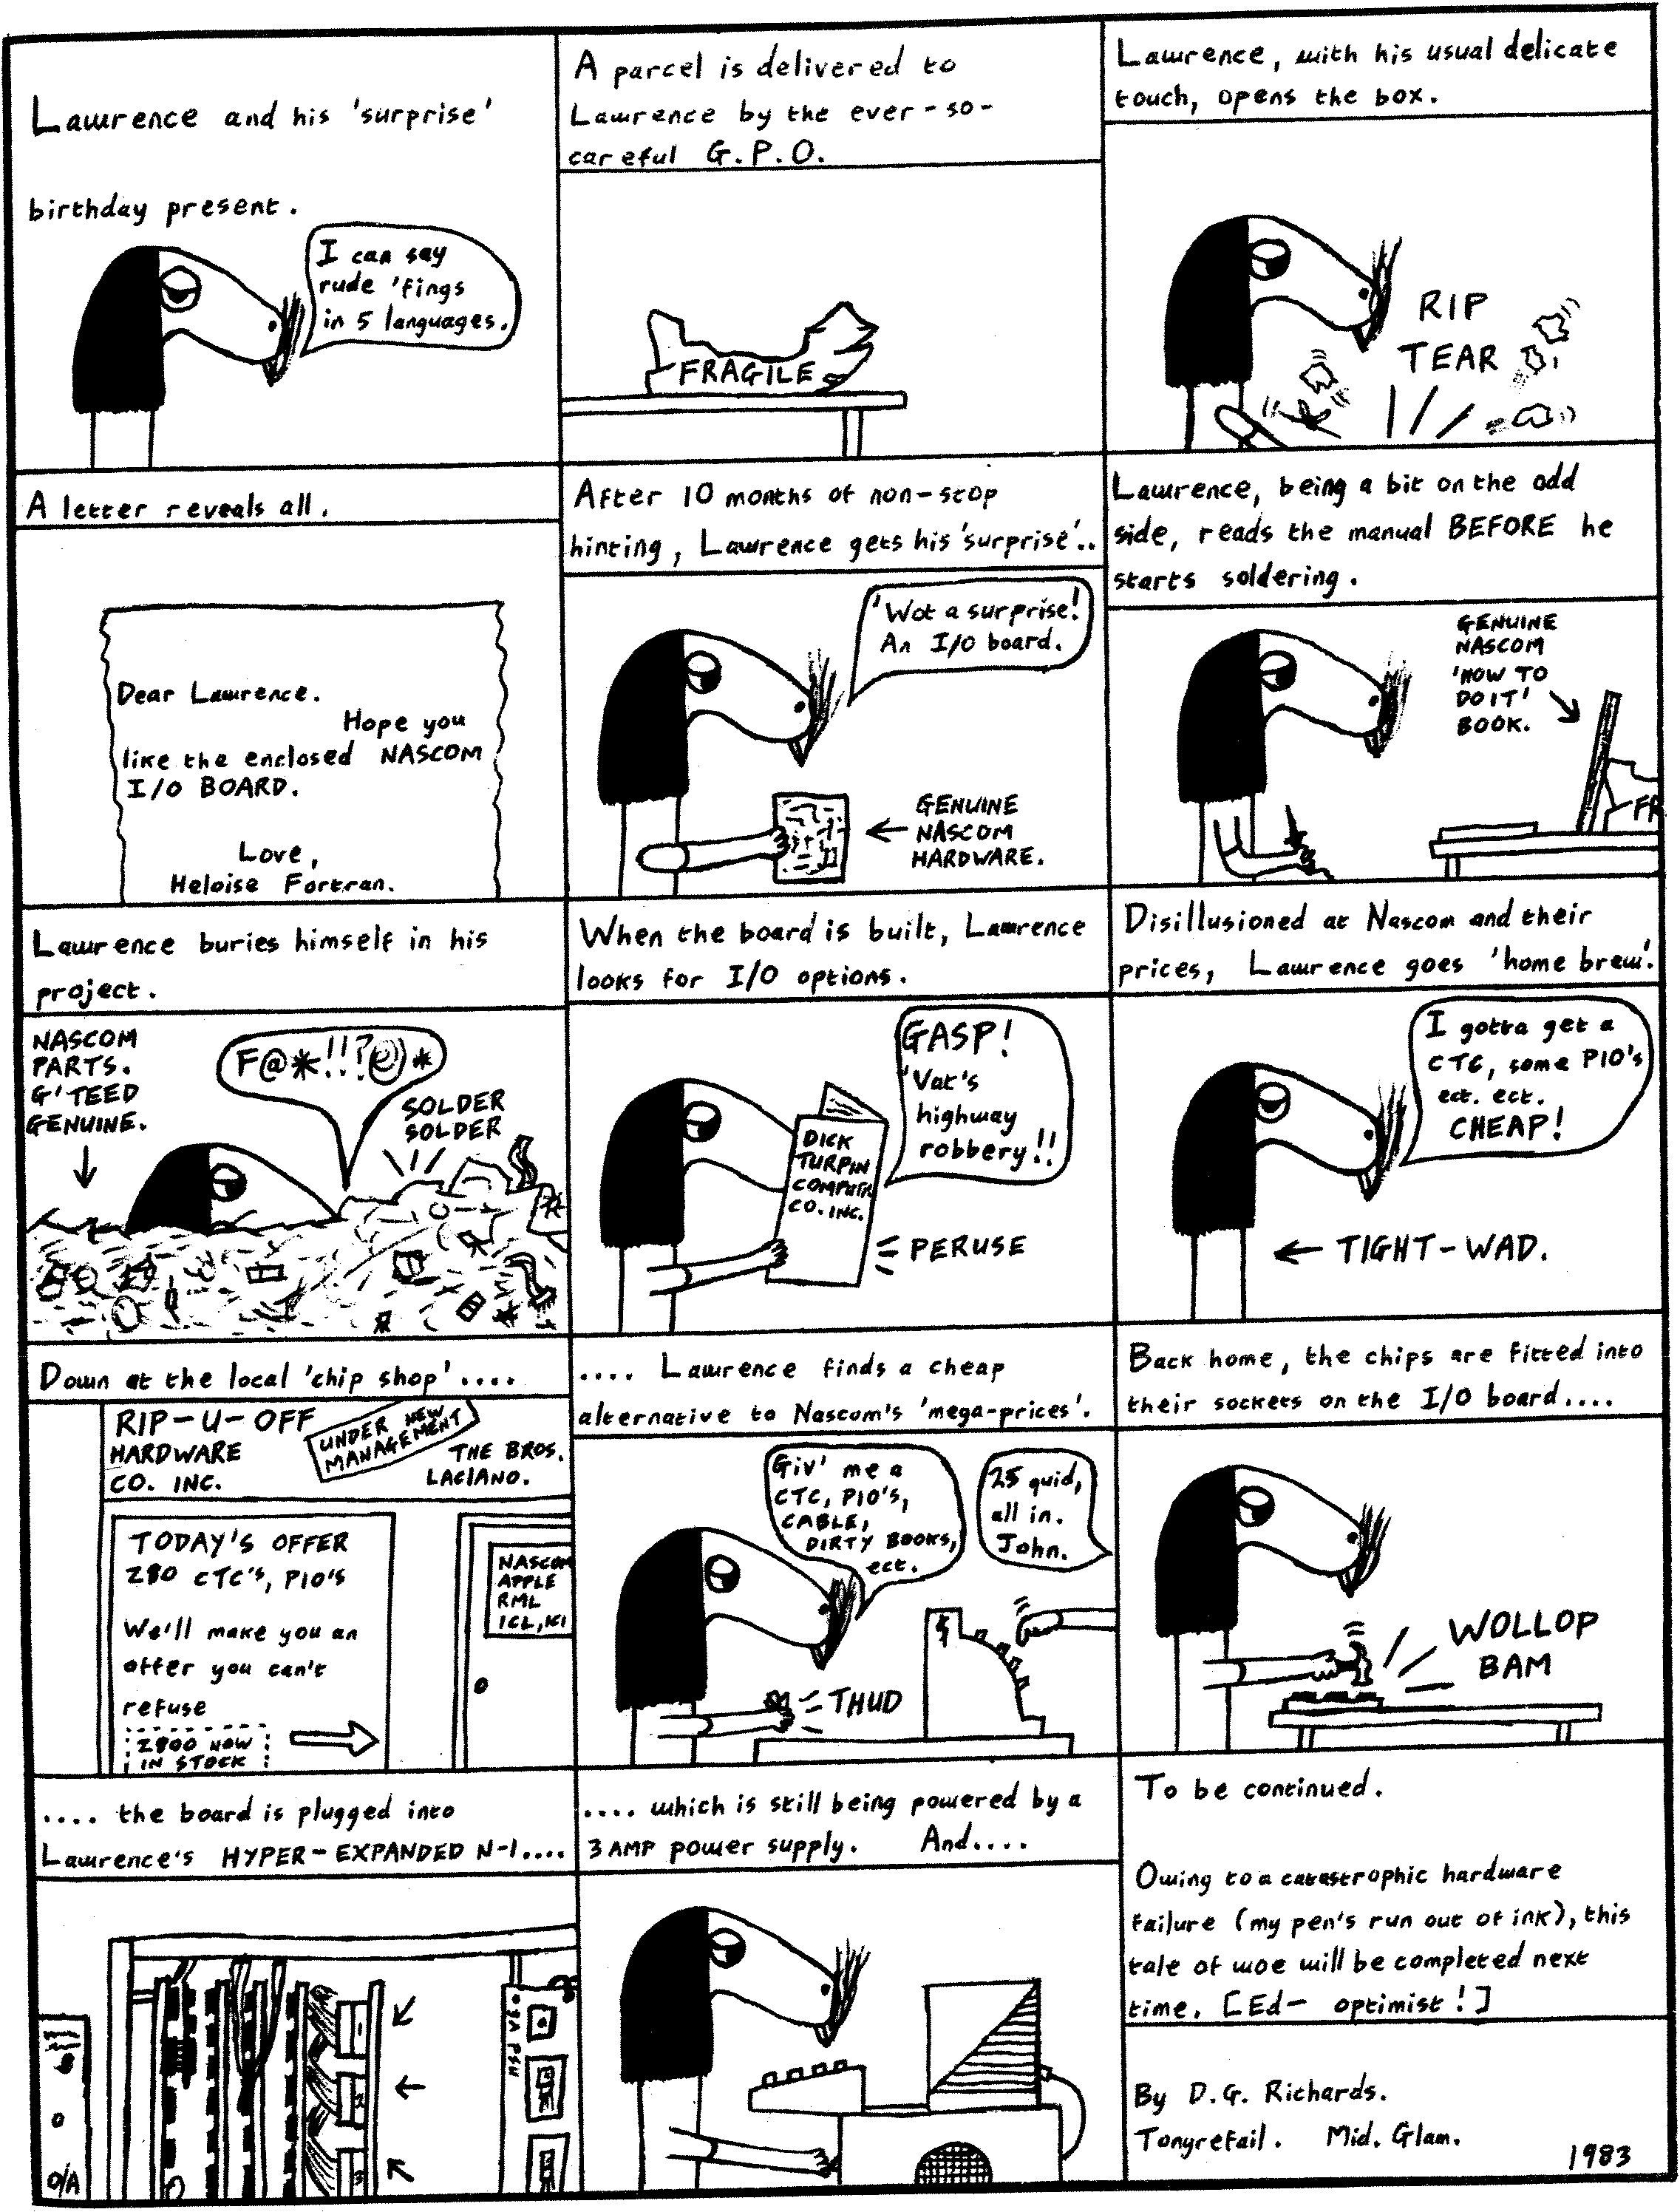 Lawrence and his 'surprise'
birthday present.
I can say
rude 'fings
in 5 languages.
A parcel is delivered to
Lawrence by the ever-so-
careful G.P.O.
FRAGILE
Lawrence, with his usual delicate
touch, opens the box.
RIP
TEAR
A letter reveals all.
Dear Lawrence.
Hope you
like the enclosed NASCOM
I/O BOARD.
Love,
Heloise Fortran.
After 10 months of non-stop
hinting, Lawrence gets his 'surprise'..
'Wot a surprise!
An I/O board.
GENUINE
NASCOM
HARDWARE.
Lawrence, being a bit on the odd
side, reads the manual BEFORE he
starts soldering.
GENUINE
NASCOM
'HOW TO
DO IT'
BOOK.
FR
Lawrence buries himself in his
project.
NASCOM
PARTS.
G'TEED
GENUINE.
F@*!!?@*
SOLDER
SOLDER
When the board is built, Lawrence
looks for I/O options.
GASP!
'Vat's
highway
robbery!!
DICK
TURPIN
COMPUTER
CO. INC.
PERUSE
Disillusioned at Nascom and their
prices, Lawrence goes 'home brew'.
I gotta get a
CTC, some PIO's
ect. ect.
CHEAP!
TIGHT-WAD.
Down at the local 'chip shop'....
RIP-U-OFF
HARDWARE
CO. INC.
UNDER NEW
MANAGEMENT
THE BROS.
LACIANO.
TODAY'S OFFER
Z80 CTC'S, PIO'S
We'll make you an
offer you can't
refuse
Z800 NOW
IN STOCK
NASCOM
APPLE
RML
ICL, ICI
.... Lawrence finds a cheap
alternative to Nascom's 'mega-prices'.
Giv' me a
CTC, PIO'S,
CABLE,
DIRTY BOOKS,
ect.
25 quid,
all in.
John.
THUD
Back home, the chips are fitted into
their sockets on the I/O board....
WOLLOP
BAM
.... the board is plugged into
Lawrence's HYPER-EXPANDED N-1....
1
2
3
O/A
3A PSU
.... which is still being powered by a
3 AMP power supply. And....
To be continued.
Owing to a catastrophic hardware
failure (my pen's run out of ink), this
tale of woe will be completed next
time. [Ed- optimist!]
By D.G. Richards.
Tonyrefail. Mid. Glam.
1983